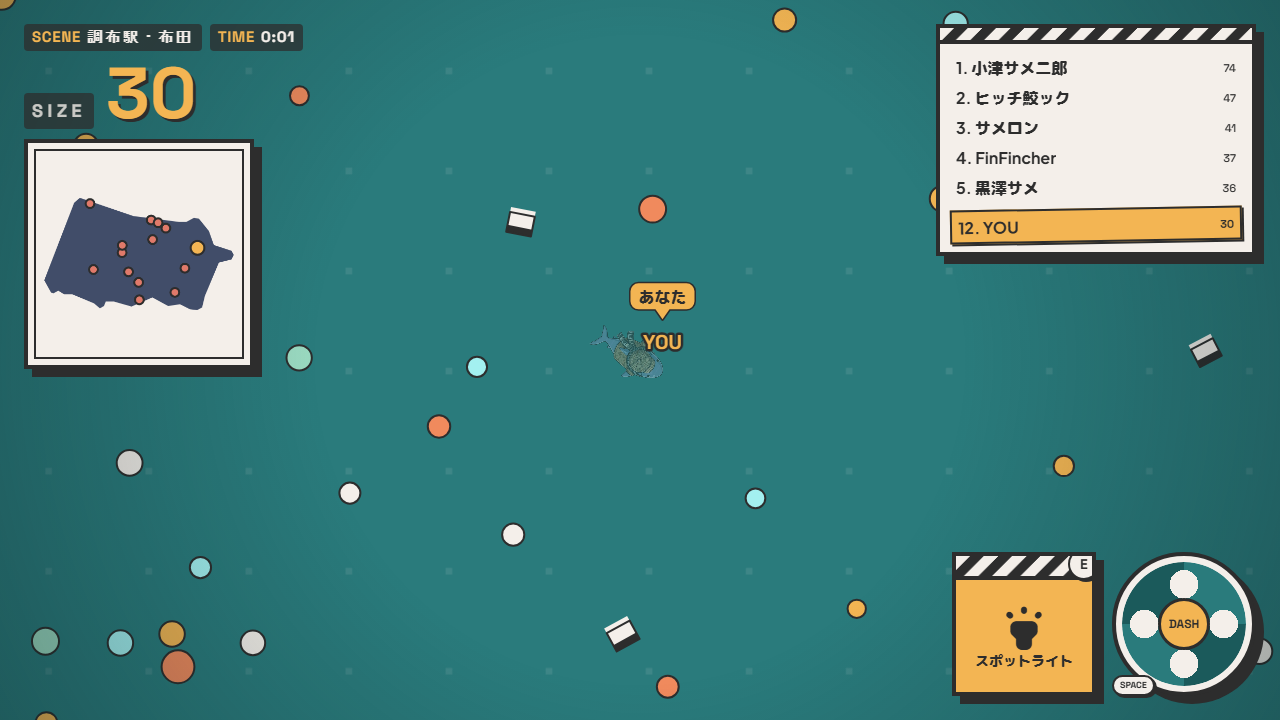 SCENE 調布駅 - 布田 TIME 0:01
SIZE 30
1. 小津サメ二郎 74
2. ヒッチ鮫ック 47
3. サメロン 41
4. FinFincher 37
5. 黒澤サメ 36
12. YOU 30
あなた
YOU
E
スポットライト
DASH
SPACE